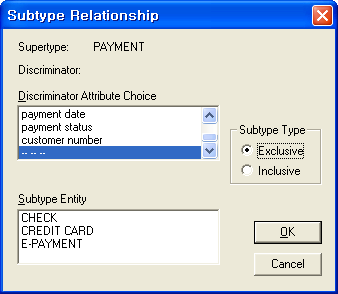 Subtype Relationship
Supertype: PAYMENT
Discriminator:
Discriminator Attribute Choice
payment date
payment status
customer number
-- -- --
Subtype Type
Exclusive
Inclusive
Subtype Entity
CHECK
CREDIT CARD
E-PAYMENT
OK
Cancel